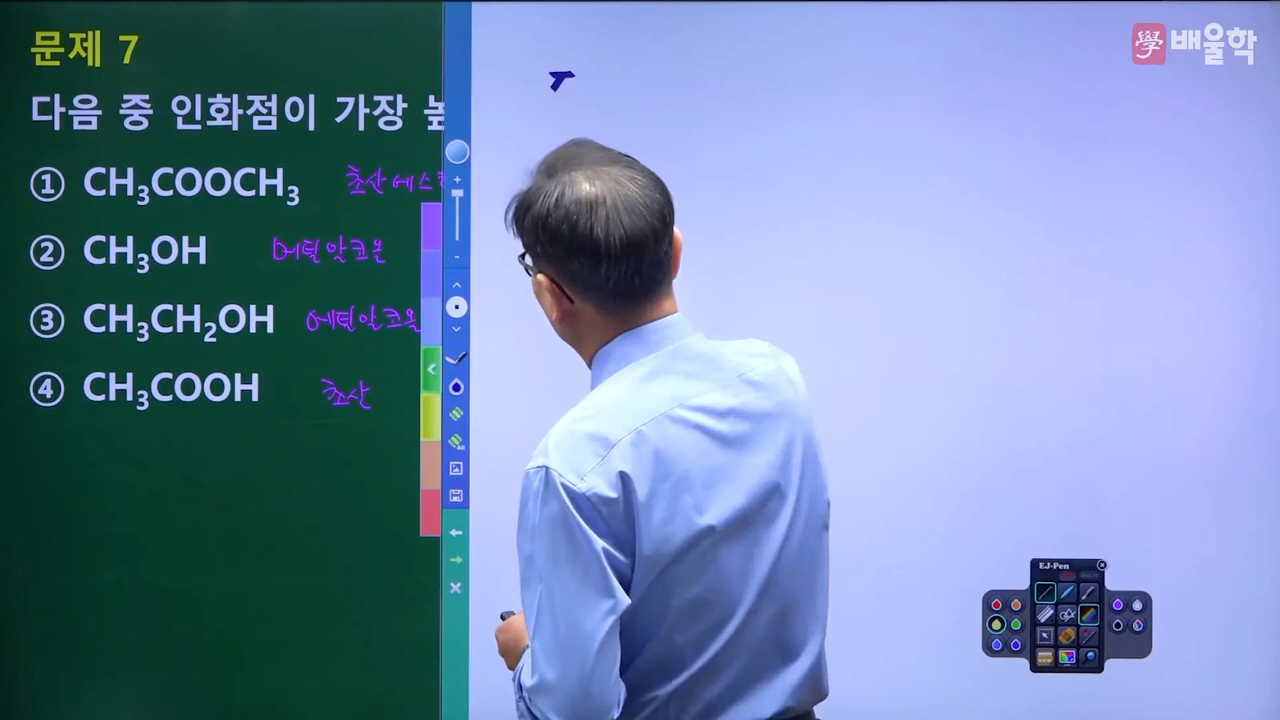 문제 7
다음 중 인화점이 가장
① CH₃COOCH₃ 초산에스
② CH₃OH 메틸알코올
③ CH₃CH₂OH 에틸알코올
④ CH₃COOH 초산
學 배울학
EJ-Pen